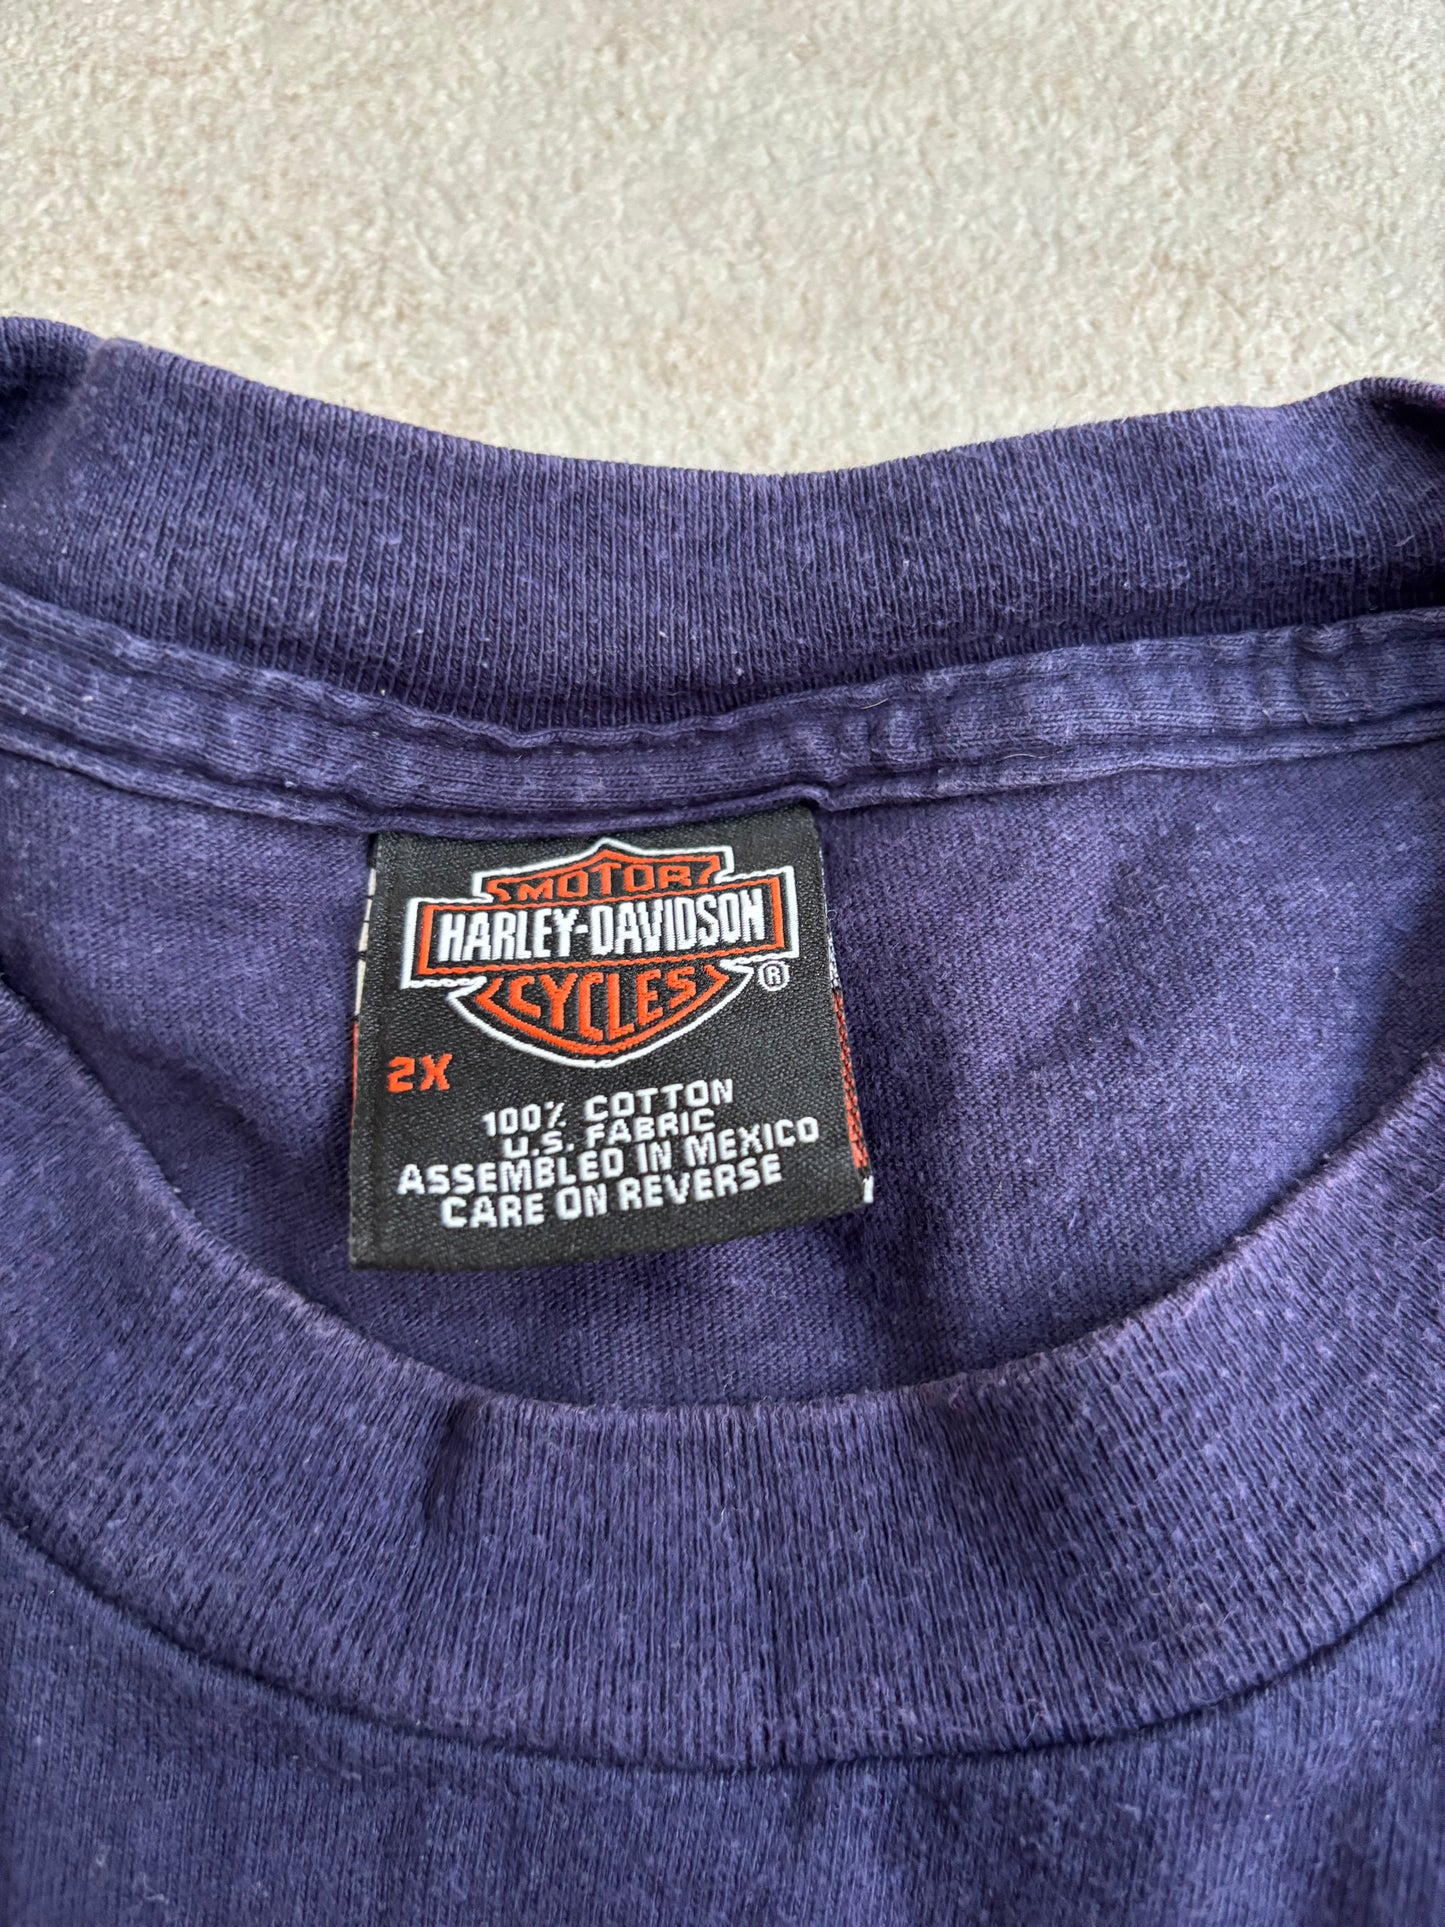 MOTOR
HARLEY-DAVIDSON
CYCLES ®
2X
100% COTTON
U.S. FABRIC
ASSEMBLED IN MEXICO
CARE ON REVERSE